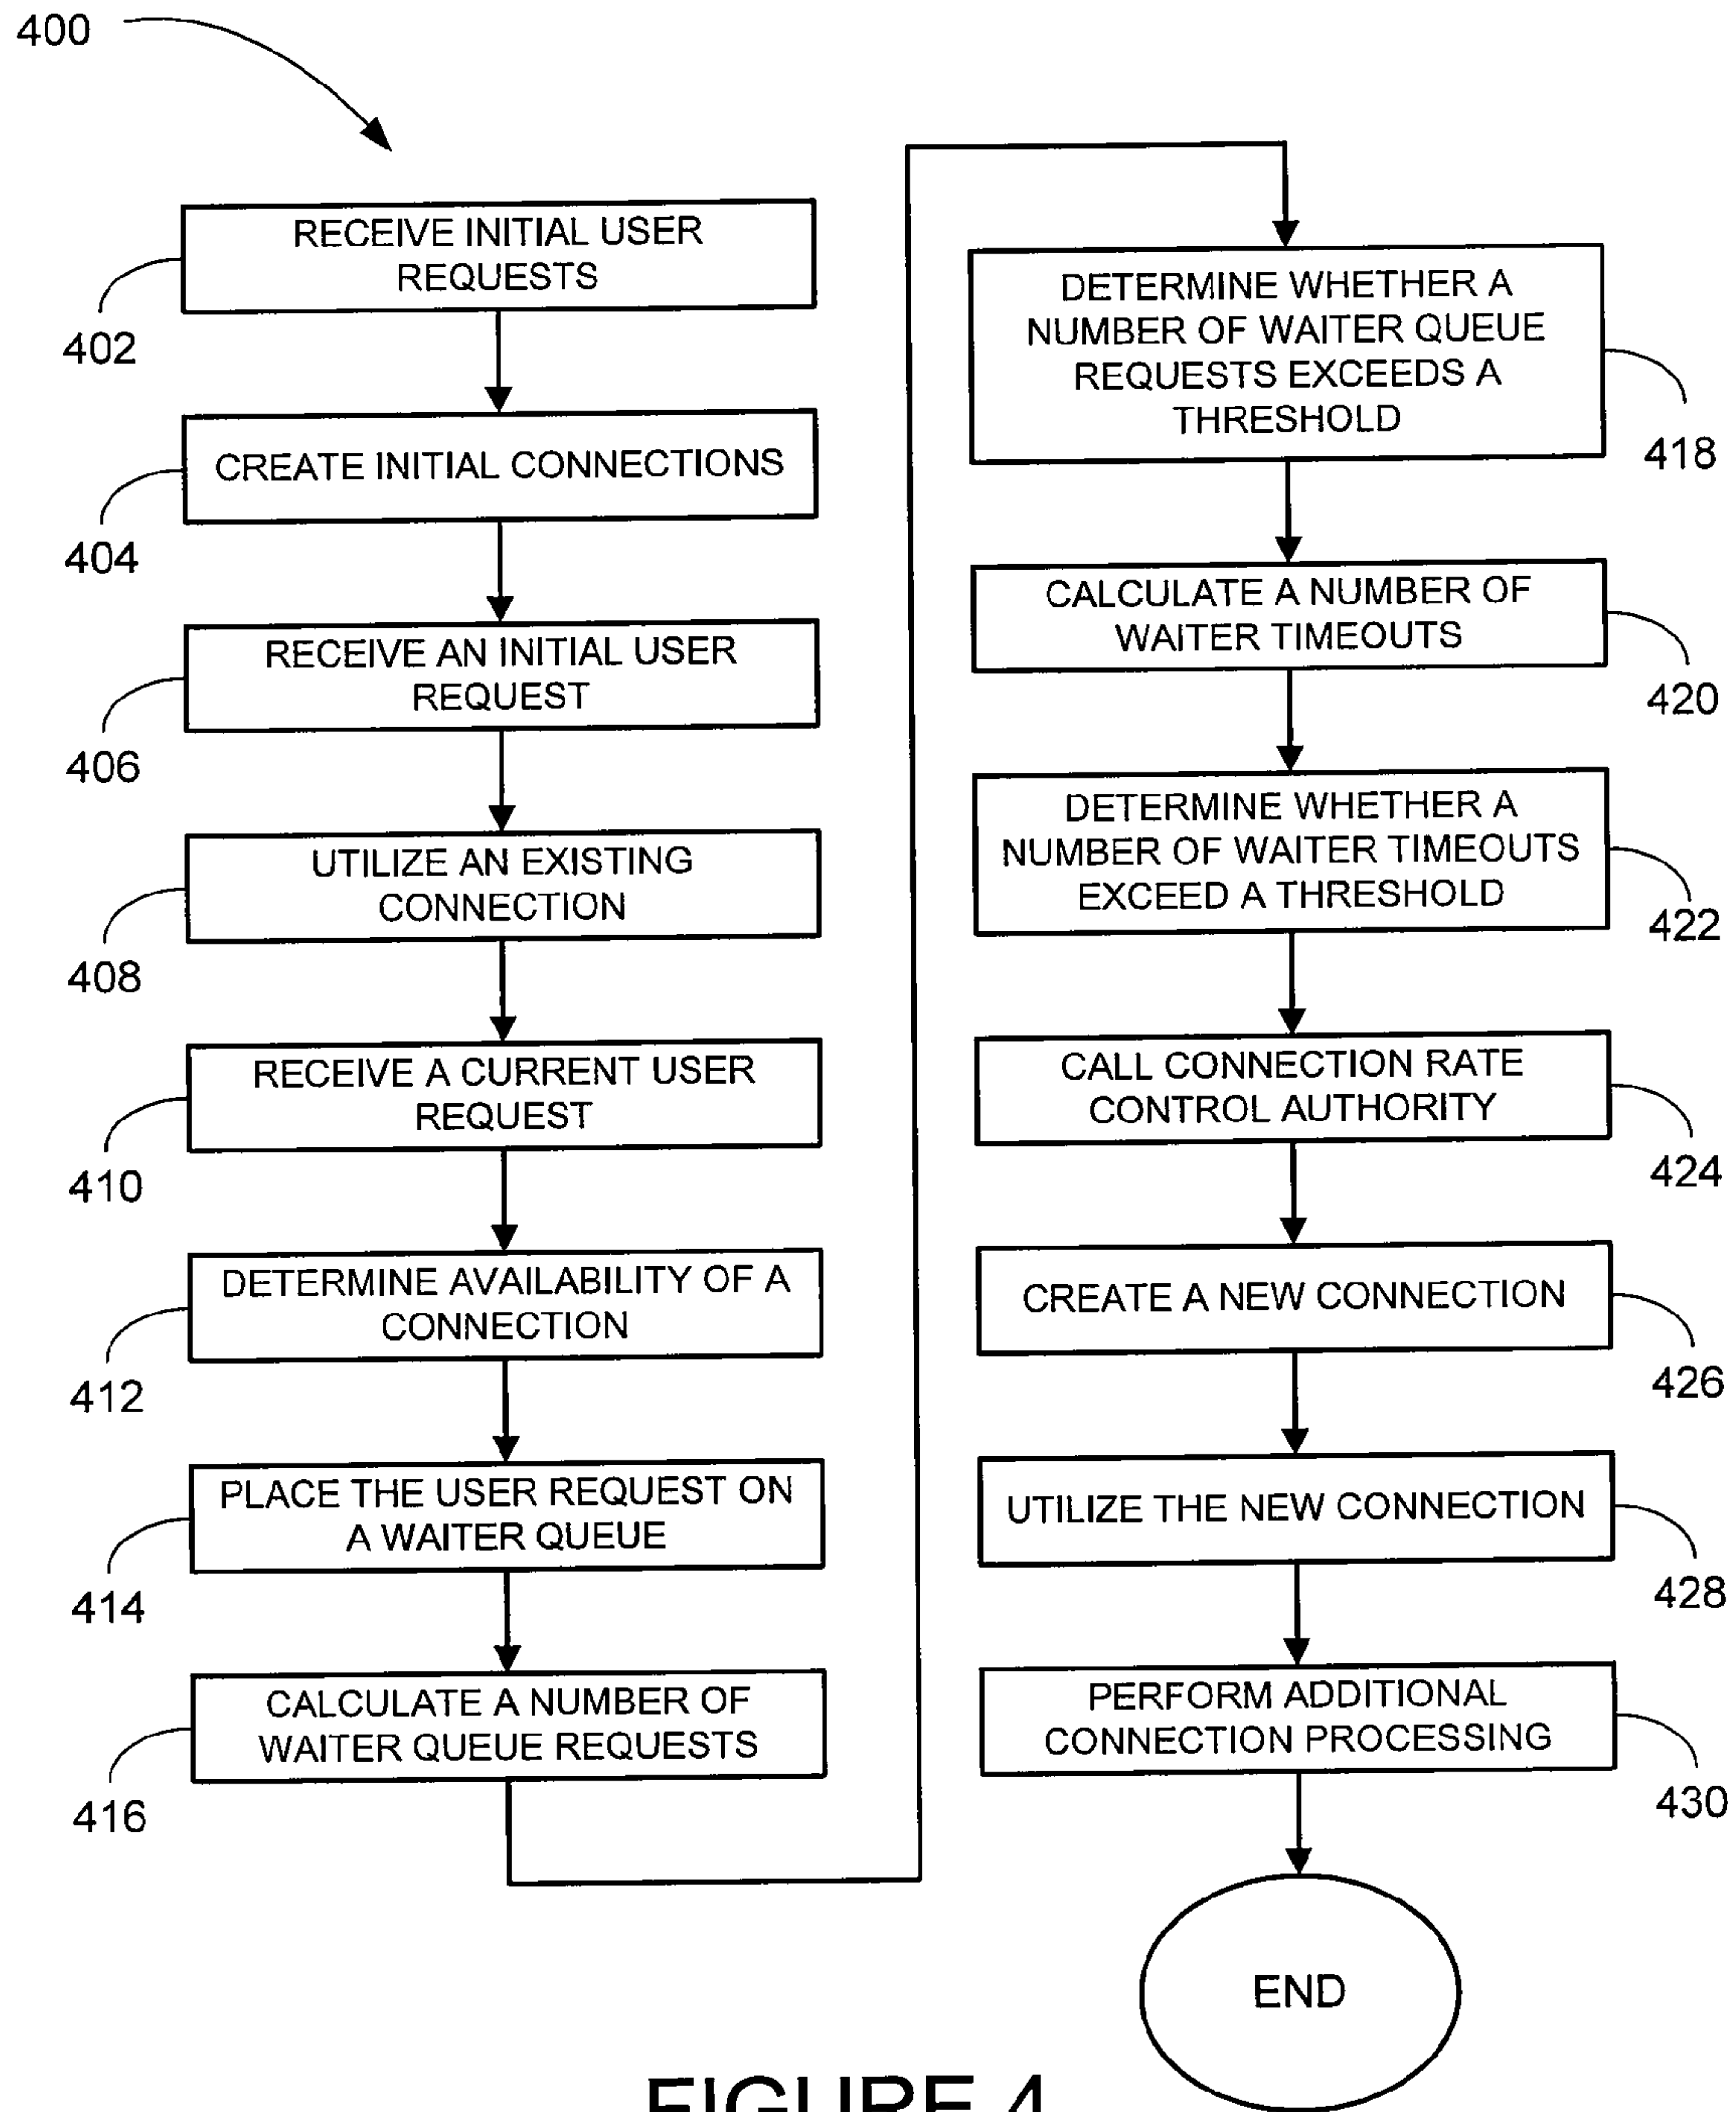 400
RECEIVE INITIAL USER
REQUESTS
402
CREATE INITIAL CONNECTIONS
404
RECEIVE AN INITIAL USER
REQUEST
406
UTILIZE AN EXISTING
CONNECTION
408
RECEIVE A CURRENT USER
REQUEST
410
DETERMINE AVAILABILITY OF A
CONNECTION
412
PLACE THE USER REQUEST ON
A WAITER QUEUE
414
CALCULATE A NUMBER OF
WAITER QUEUE REQUESTS
416
DETERMINE WHETHER A
NUMBER OF WAITER QUEUE
REQUESTS EXCEEDS A
THRESHOLD
418
CALCULATE A NUMBER OF
WAITER TIMEOUTS
420
DETERMINE WHETHER A
NUMBER OF WAITER TIMEOUTS
EXCEED A THRESHOLD
422
CALL CONNECTION RATE
CONTROL AUTHORITY
424
CREATE A NEW CONNECTION
426
UTILIZE THE NEW CONNECTION
428
PERFORM ADDITIONAL
CONNECTION PROCESSING
430
END
FIGURE 4